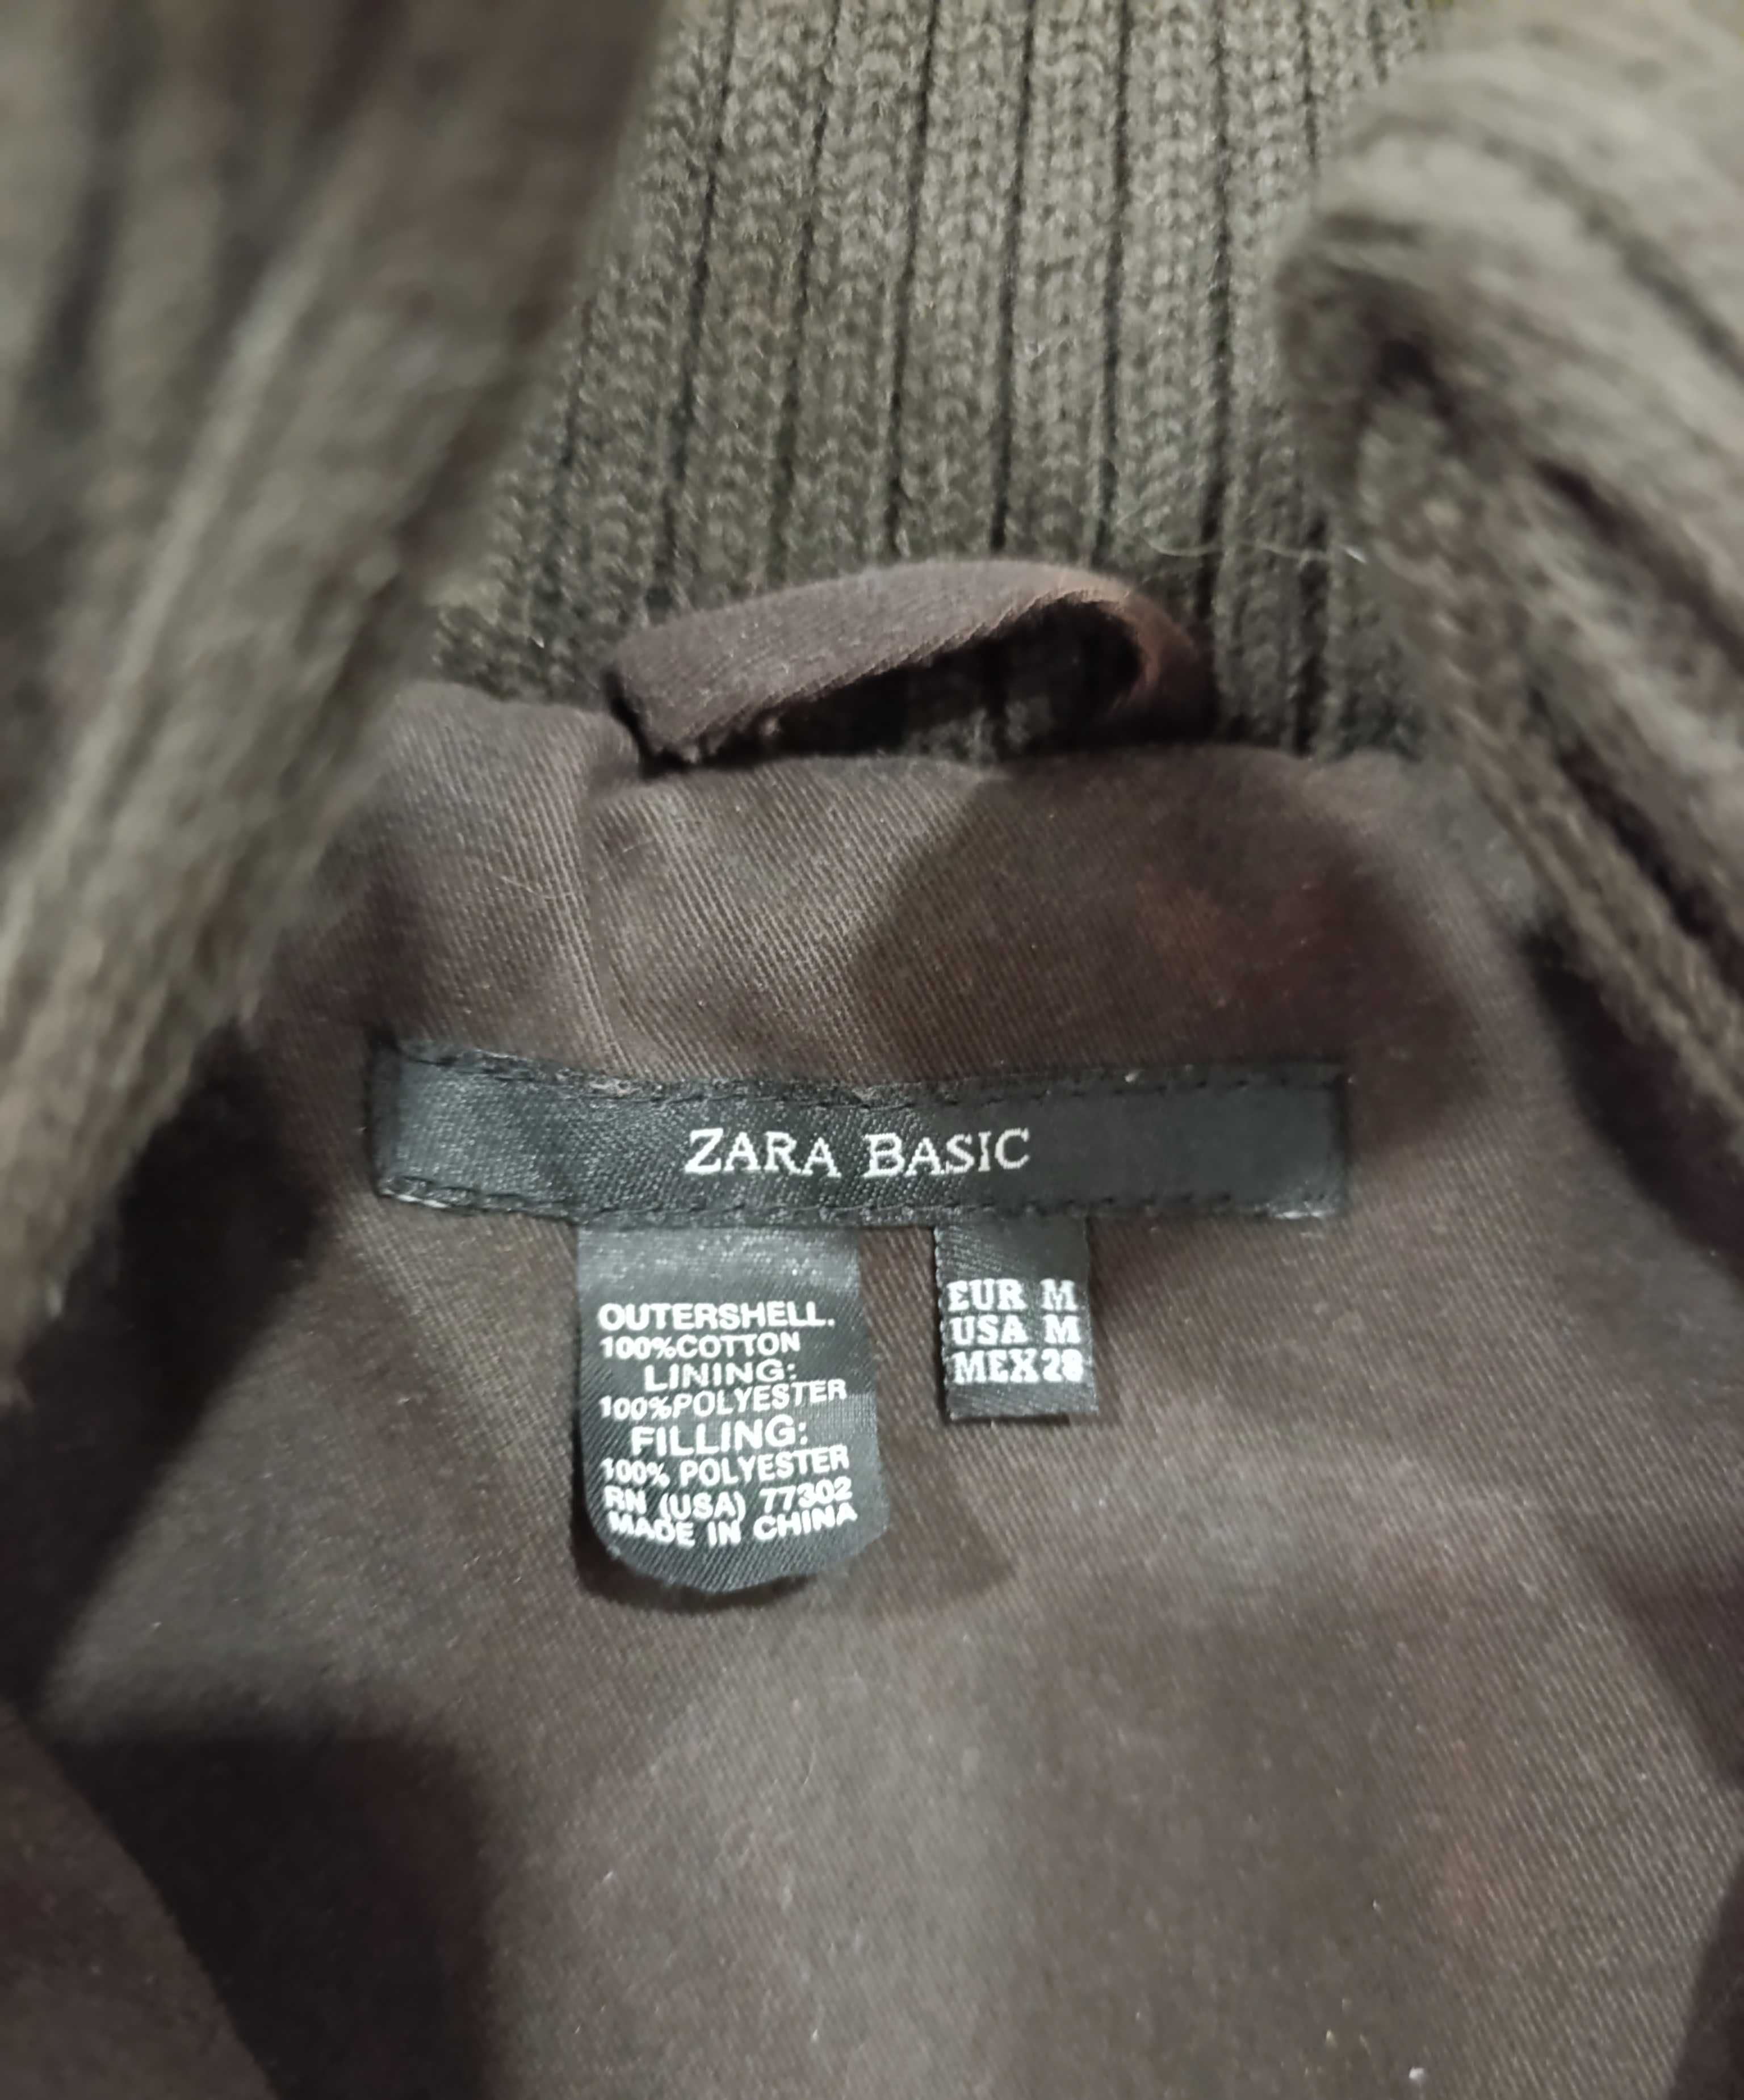 ZARA BASIC
OUTERSHELL.
100%COTTON
LINING:
100%POLYESTER
FILLING:
100% POLYESTER
RN (USA) 77302
MADE IN CHINA
EUR M
USA M
MEX 28